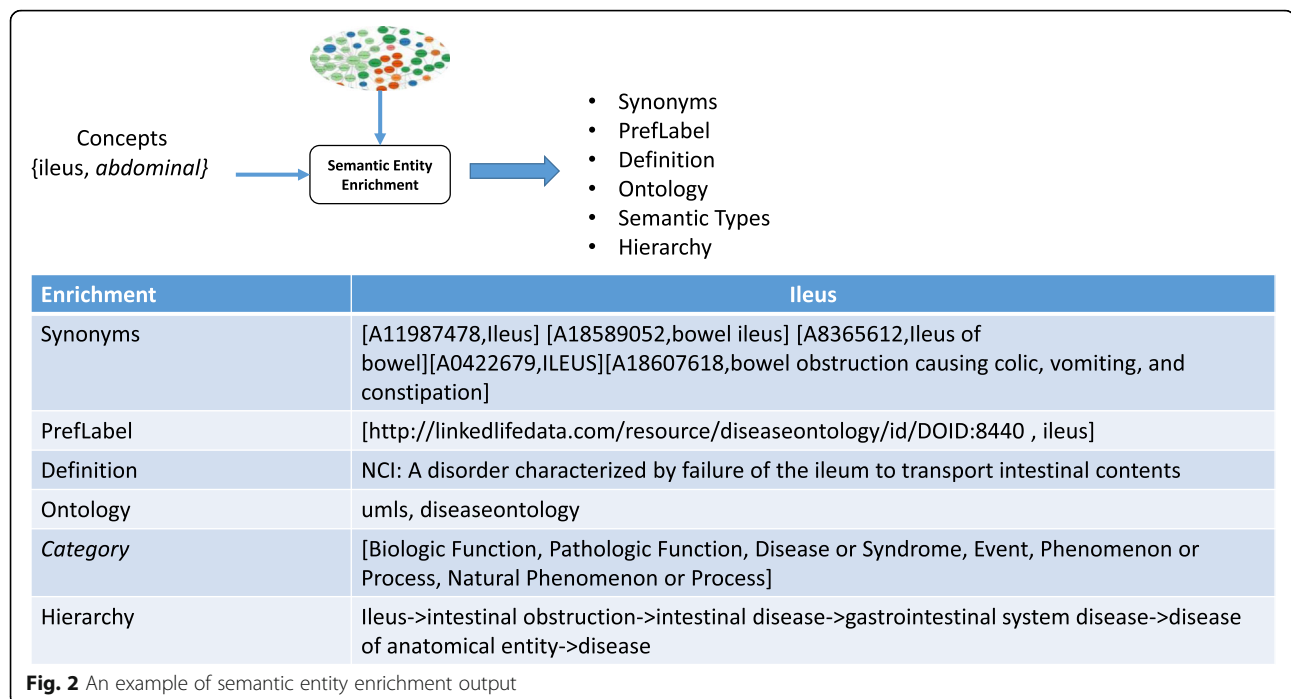 Concepts
{ileus, abdominal}
Semantic Entity
Enrichment
• Synonyms
• PrefLabel
• Definition
• Ontology
• Semantic Types
• Hierarchy
Enrichment Ileus
Synonyms [A11987478,Ileus] [A18589052,bowel ileus] [A8365612,Ileus of
bowel][A0422679,ILEUS][A18607618,bowel obstruction causing colic, vomiting, and
constipation]
PrefLabel [http://linkedlifedata.com/resource/diseaseontology/id/DOID:8440 , ileus]
Definition NCI: A disorder characterized by failure of the ileum to transport intestinal contents
Ontology umls, diseaseontology
Category [Biologic Function, Pathologic Function, Disease or Syndrome, Event, Phenomenon or
Process, Natural Phenomenon or Process]
Hierarchy Ileus->intestinal obstruction->intestinal disease->gastrointestinal system disease->disease
of anatomical entity->disease
Fig. 2 An example of semantic entity enrichment output